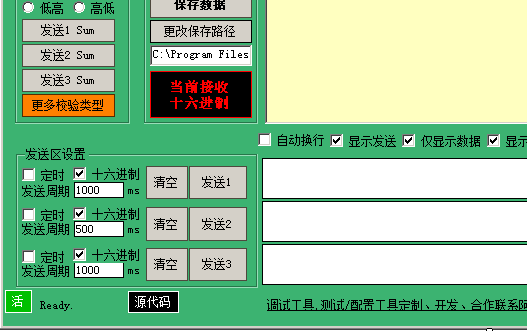 低高 高低
发送1 Sum
发送2 Sum
发送3 Sum
更多校验类型
保存数据
更改保存路径
C:\Program Files
当前接收
十六进制
自动换行 显示发送 仅显示数据 显示
发送区设置
定时 十六进制
发送周期 1000 ms
清空 发送1
定时 十六进制
发送周期 500 ms
清空 发送2
定时 十六进制
发送周期 1000 ms
清空 发送3
活 Ready. 源代码
调试工具,测试/配置工具定制、开发、合作联系